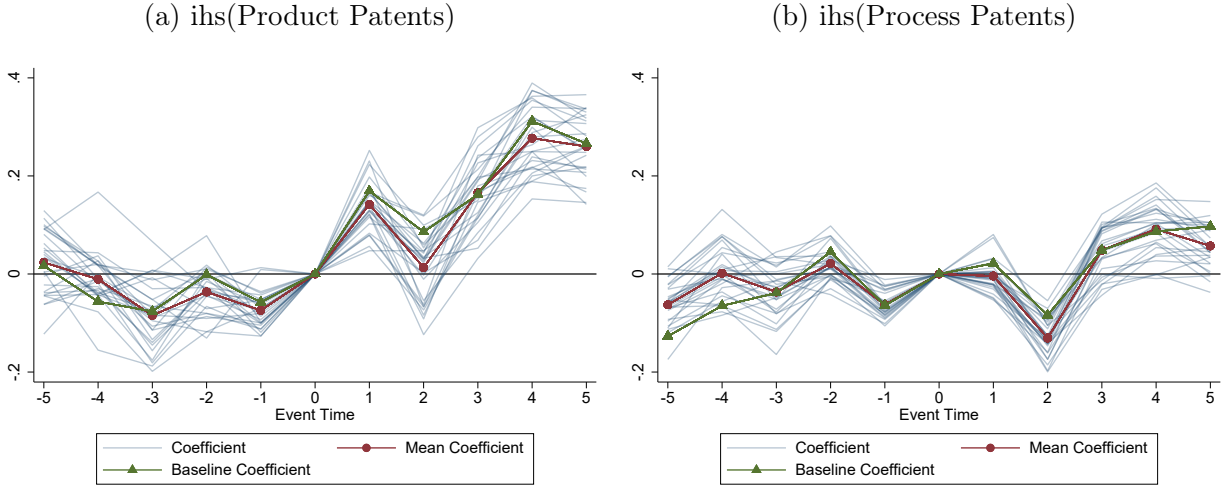 (a) ihs(Product Patents)
.4
.2
0
-.2
-5 -4 -3 -2 -1 0 1 2 3 4 5
Event Time
Coefficient
Mean Coefficient
Baseline Coefficient
(b) ihs(Process Patents)
.4
.2
0
-.2
-5 -4 -3 -2 -1 0 1 2 3 4 5
Event Time
Coefficient
Mean Coefficient
Baseline Coefficient